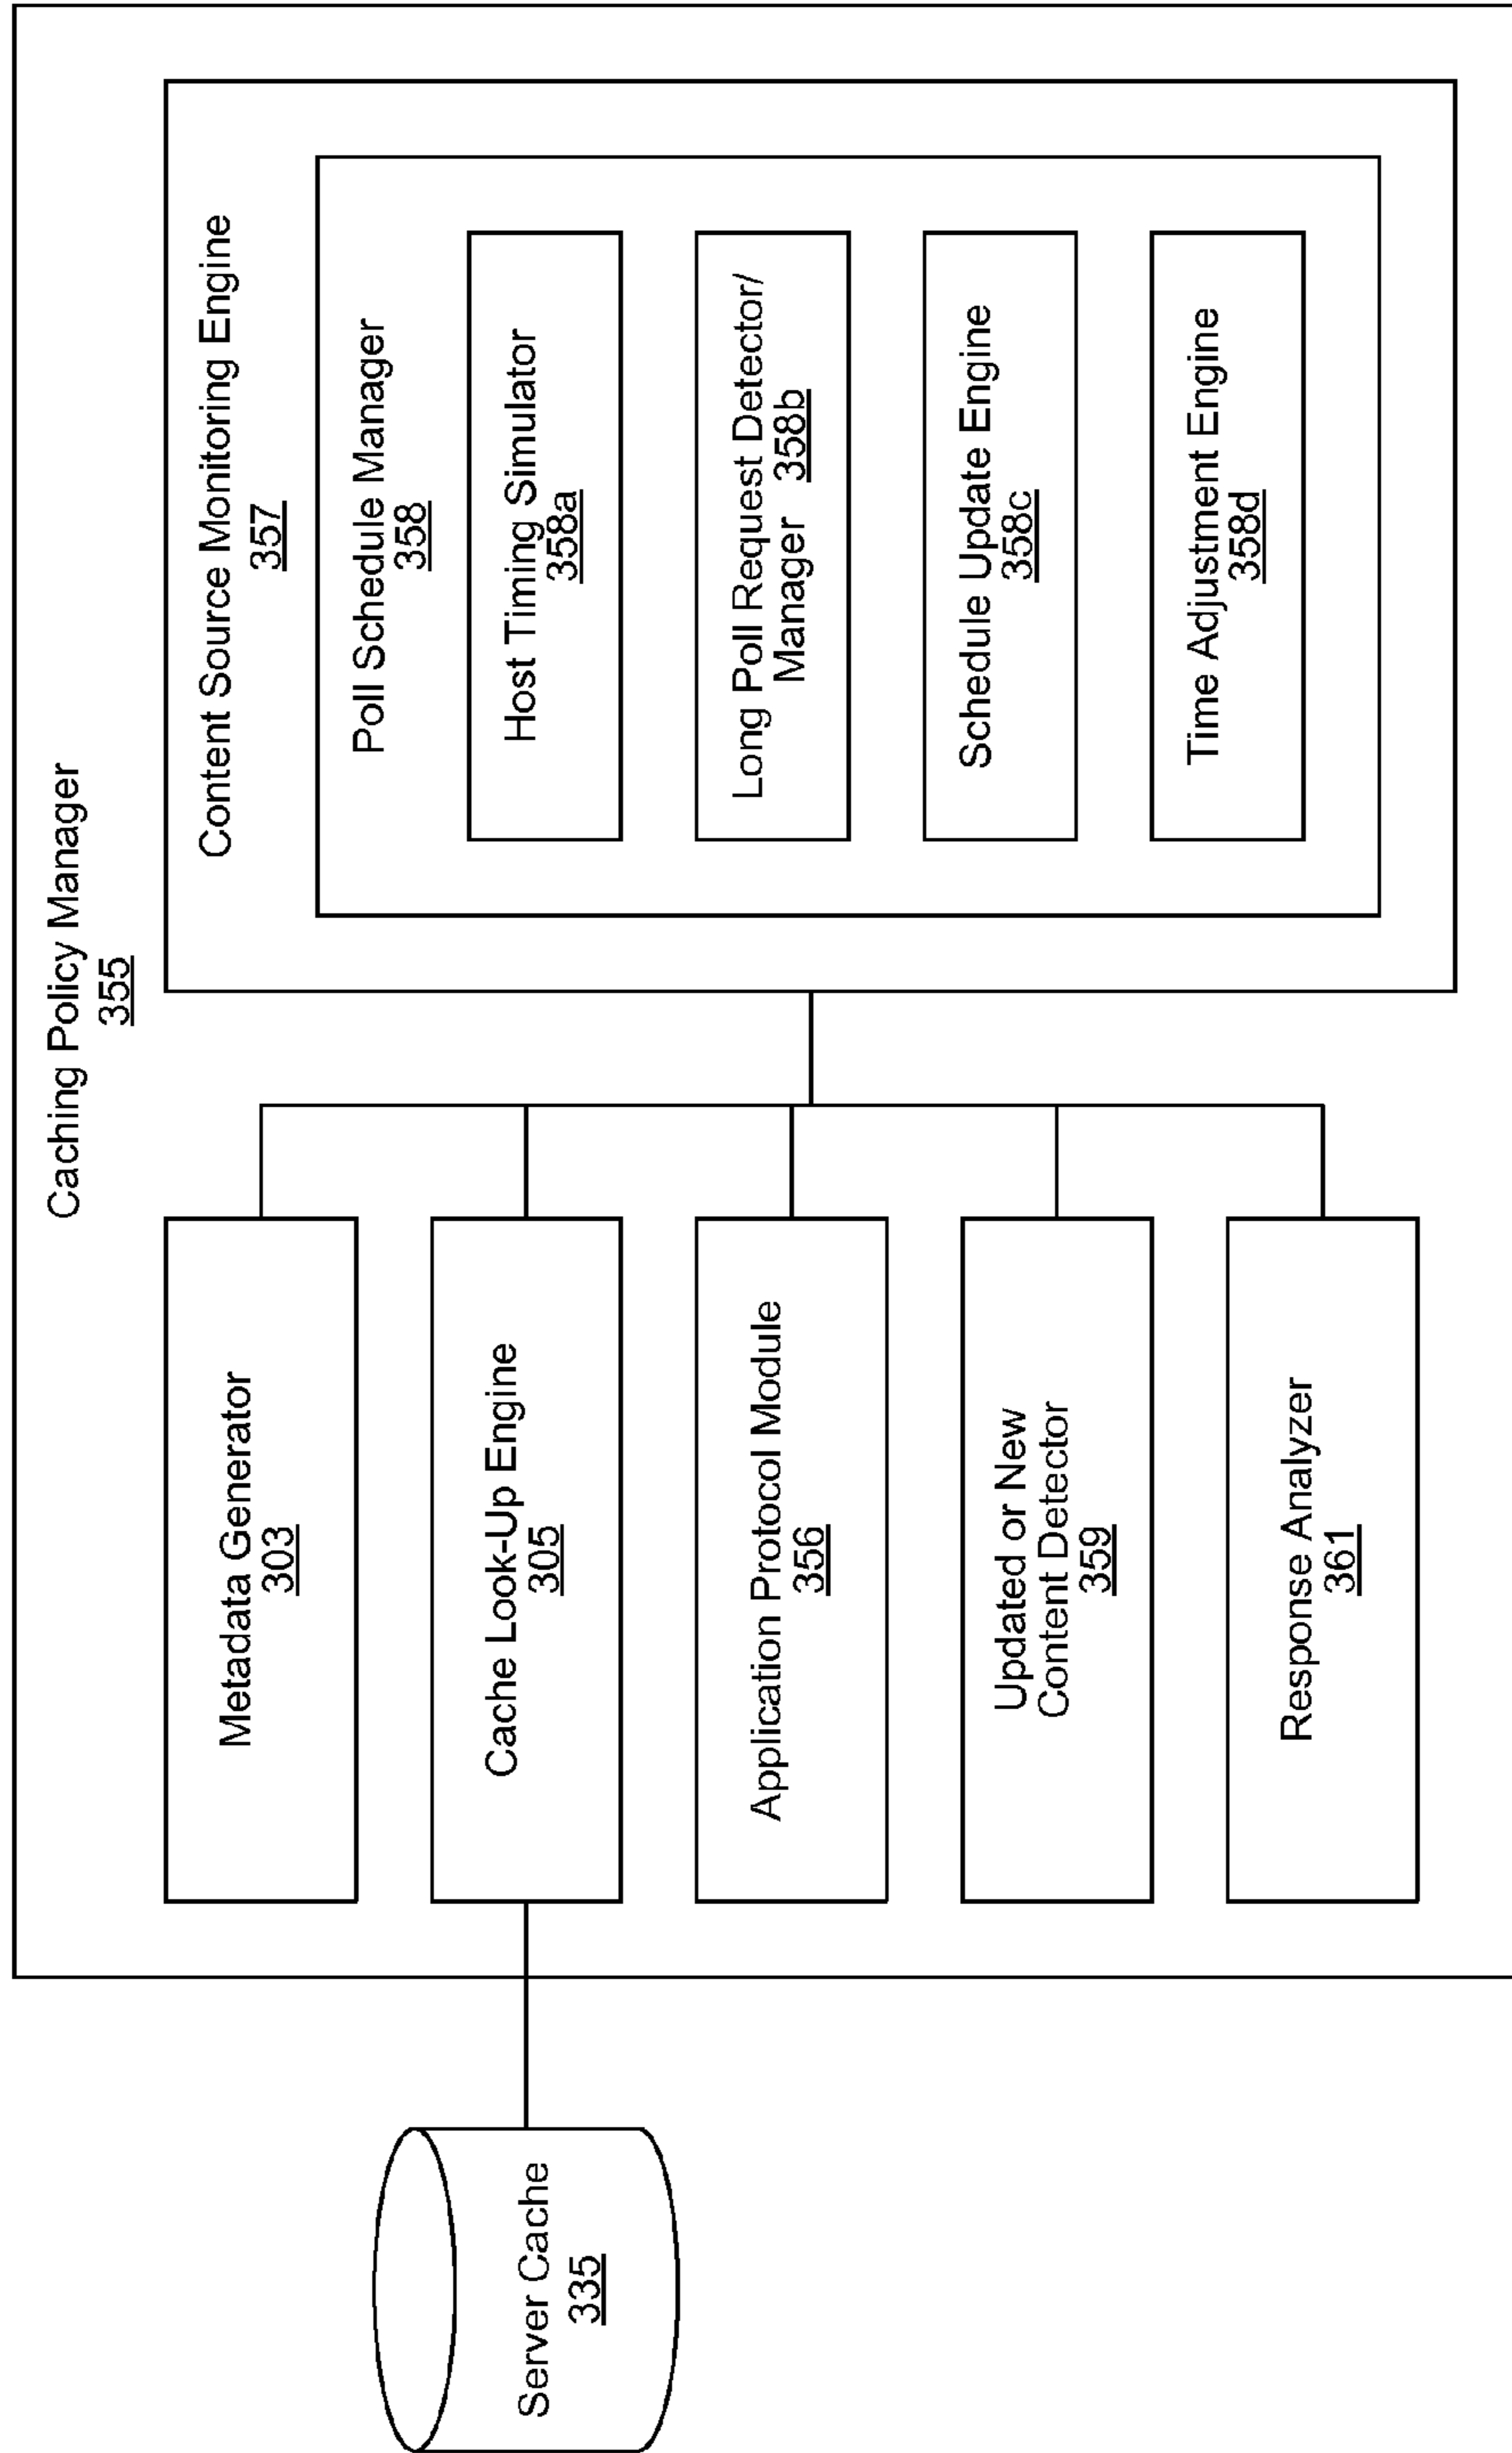 Caching Policy Manager
355
Metadata Generator
303
Cache Look-Up Engine
305
Application Protocol Module
356
Updated or New
Content Detector
359
Response Analyzer
361
Content Source Monitoring Engine
357
Poll Schedule Manager
358
Host Timing Simulator
358a
Long Poll Request Detector/
Manager 358b
Schedule Update Engine
358c
Time Adjustment Engine
358d
Server Cache
335